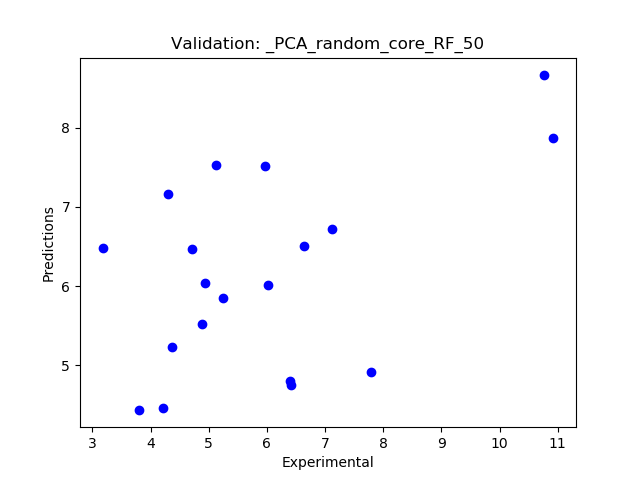 Validation: _PCA_random_core_RF_50
8
7
6
5
Predictions
3 4 5 6 7 8 9 10 11
Experimental